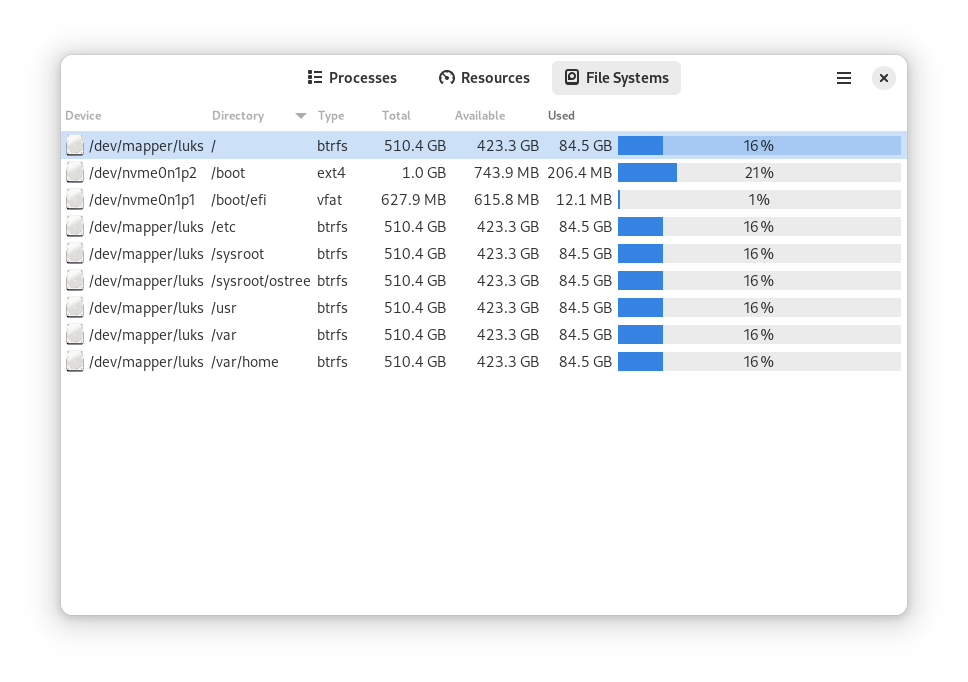 Processes Resources File Systems
Device Directory Type Total Available Used
/dev/mapper/luks / btrfs 510.4 GB 423.3 GB 84.5 GB 16%
/dev/nvme0n1p2 /boot ext4 1.0 GB 743.9 MB 206.4 MB 21%
/dev/nvme0n1p1 /boot/efi vfat 627.9 MB 615.8 MB 12.1 MB 1%
/dev/mapper/luks /etc btrfs 510.4 GB 423.3 GB 84.5 GB 16%
/dev/mapper/luks /sysroot btrfs 510.4 GB 423.3 GB 84.5 GB 16%
/dev/mapper/luks /sysroot/ostree btrfs 510.4 GB 423.3 GB 84.5 GB 16%
/dev/mapper/luks /usr btrfs 510.4 GB 423.3 GB 84.5 GB 16%
/dev/mapper/luks /var btrfs 510.4 GB 423.3 GB 84.5 GB 16%
/dev/mapper/luks /var/home btrfs 510.4 GB 423.3 GB 84.5 GB 16%